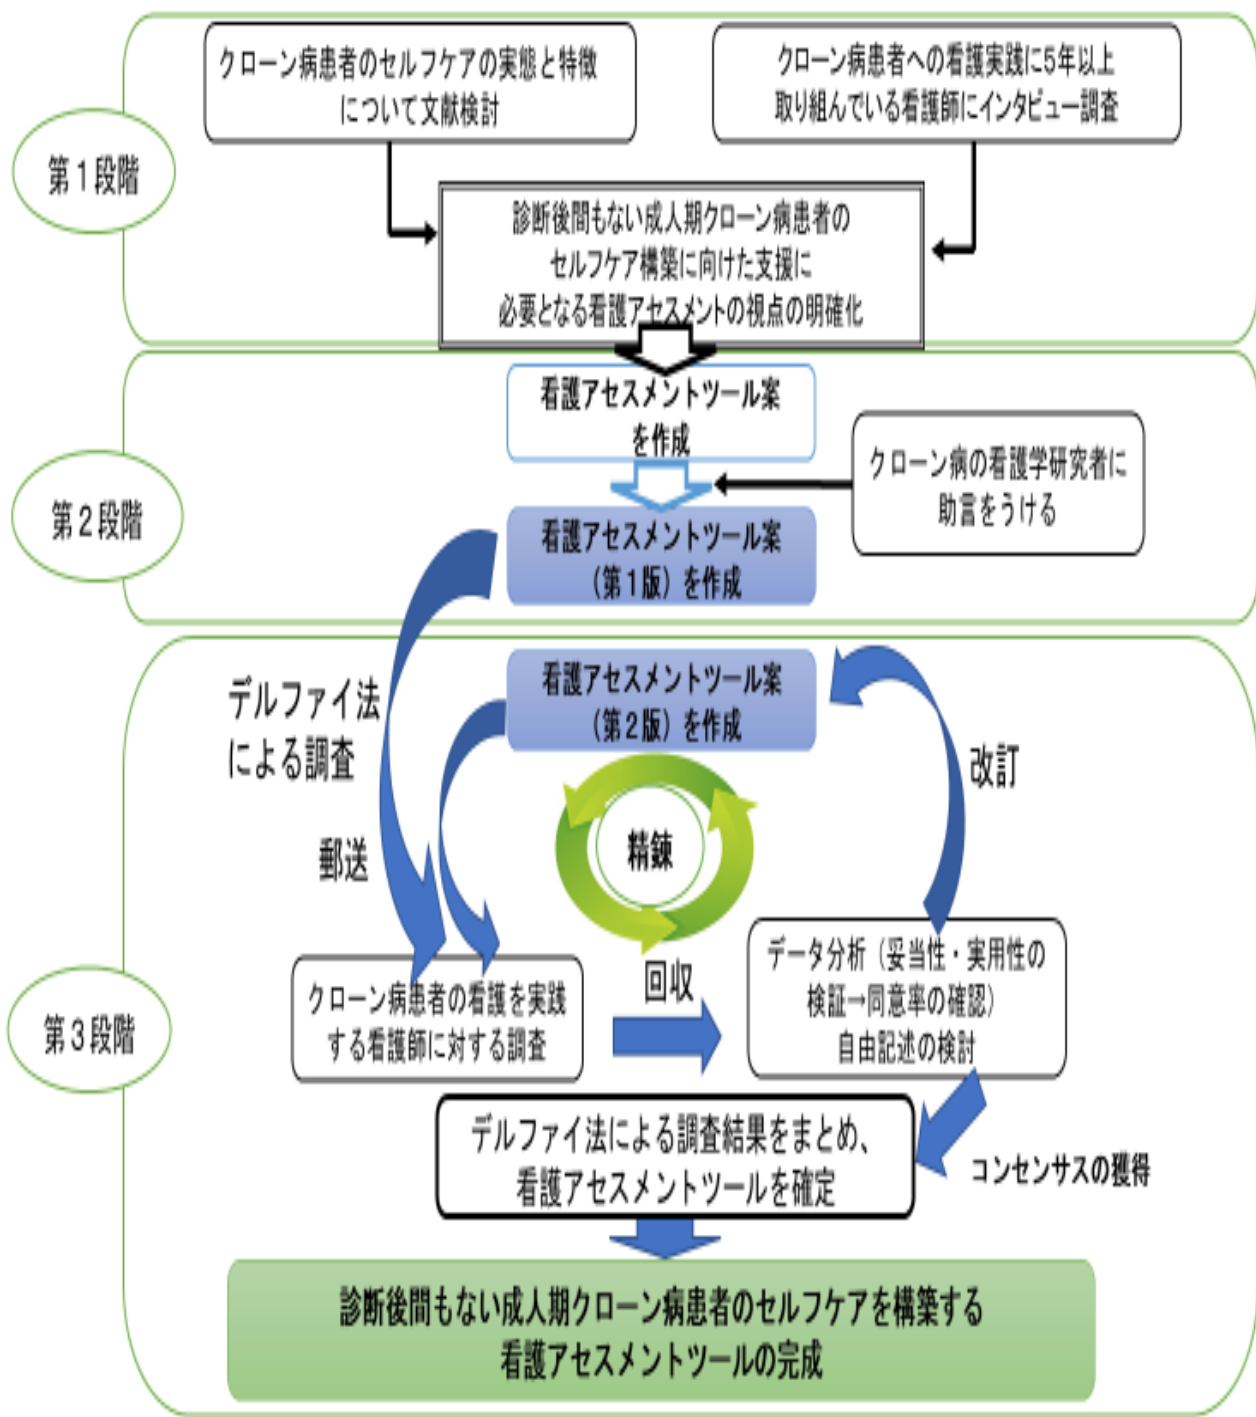 クローン病患者のセルフケアの実態と特徴
について文献検討
クローン病患者への看護実践に5年以上
取り組んでいる看護師にインタビュー調査
第１段階
診断後間もない成人期クローン病患者の
セルフケア構築に向けた支援に
必要となる看護アセスメントの視点の明確化
看護アセスメントツール案
を作成
クローン病の看護学研究者に
助言をうける
第２段階
看護アセスメントツール案
（第１版）を作成
看護アセスメントツール案
（第２版）を作成
デルファイ法
による調査
改訂
郵送
精錬
回収
クローン病患者の看護を実践
する看護師に対する調査
データ分析（妥当性・実用性の
検証→同意率の確認）
自由記述の検討
第３段階
デルファイ法による調査結果をまとめ、
看護アセスメントツールを確定
コンセンサスの獲得
診断後間もない成人期クローン病患者のセルフケアを構築する
看護アセスメントツールの完成